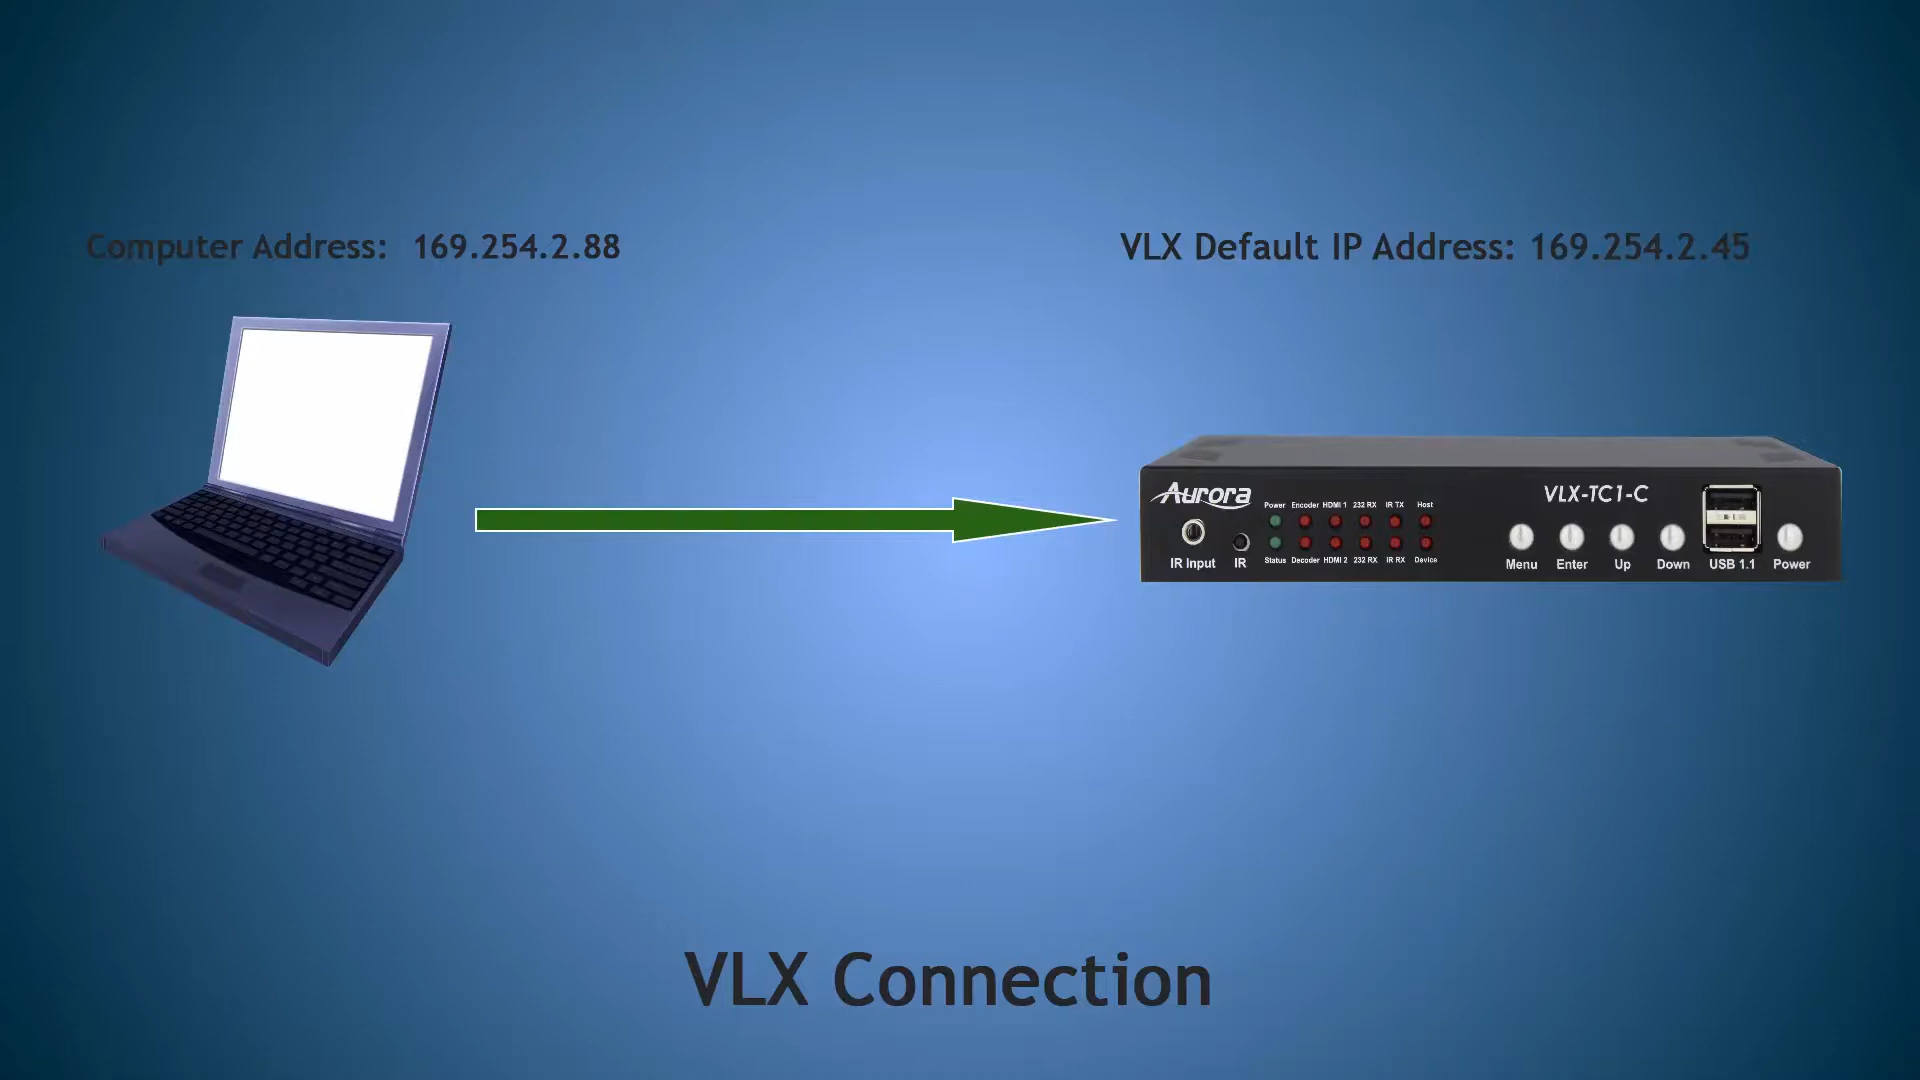 Computer Address: 169.254.2.88
VLX Default IP Address: 169.254.2.45
Aurora
VLX-TC1-C
Power Encoder HDMI 1 232 RX IR TX Host
Status Decoder HDMI 2 232 RX IR RX Device
IR Input IR
Menu Enter Up Down USB 1.1 Power
VLX Connection